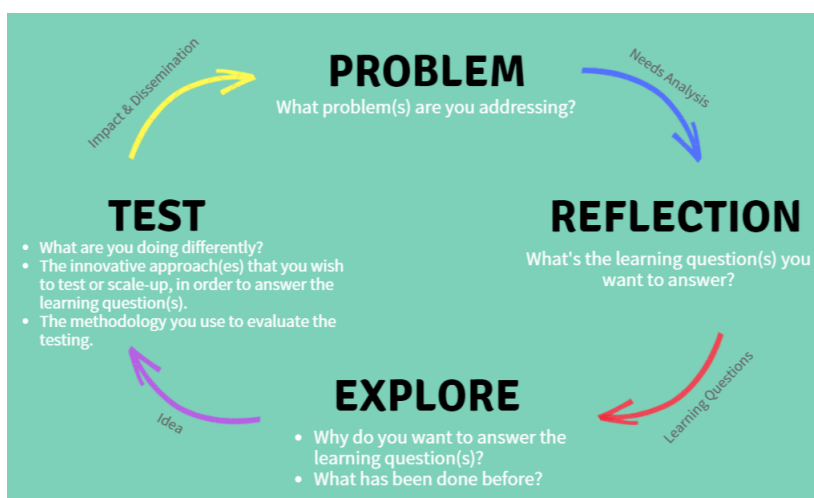 PROBLEM
What problem(s) are you addressing?
Needs Analysis
REFLECTION
What's the learning question(s) you
want to answer?
Learning Questions
EXPLORE
• Why do you want to answer the
learning question(s)?
• What has been done before?
Idea
TEST
• What are you doing differently?
• The innovative approach(es) that you wish
to test or scale-up, in order to answer the
learning question(s).
• The methodology you use to evaluate the
testing.
Impact & Dissemination